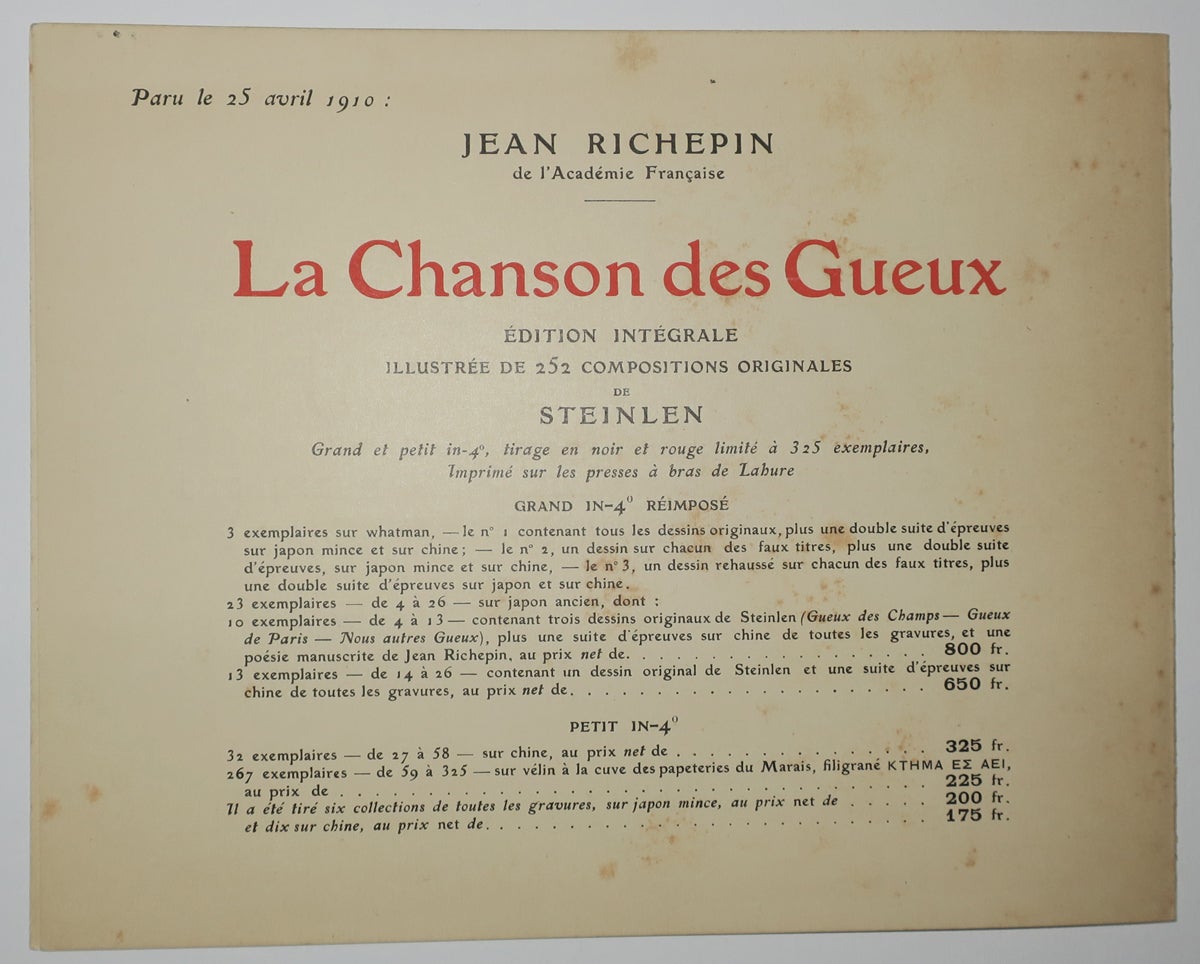 Paru le 25 avril 1910 :
JEAN RICHEPIN
de l'Académie Française
La Chanson des Gueux
ÉDITION INTÉGRALE
ILLUSTRÉE DE 252 COMPOSITIONS ORIGINALES
DE
STEINLEN
Grand et petit in-4º, tirage en noir et rouge limité à 325 exemplaires,
Imprimé sur les presses à bras de Lahure
GRAND IN-4º RÉIMPOSÉ
3 exemplaires sur whatman, — le nº 1 contenant tous les dessins originaux, plus une double suite d'épreuves
sur japon mince et sur chine ; — le nº 2, un dessin sur chacun des faux titres, plus une double suite
d'épreuves, sur japon mince et sur chine, — le nº 3, un dessin rehaussé sur chacun des faux titres, plus
une double suite d'épreuves sur japon et sur chine.
23 exemplaires — de 4 à 26 — sur japon ancien, dont :
10 exemplaires — de 4 à 13 — contenant trois dessins originaux de Steinlen (Gueux des Champs — Gueux
de Paris — Nous autres Gueux), plus une suite d'épreuves sur chine de toutes les gravures, et une
poésie manuscrite de Jean Richepin, au prix net de. . . . . . . . . . . . . . . . . 800 fr.
13 exemplaires — de 14 à 26 — contenant un dessin original de Steinlen et une suite d'épreuves sur
chine de toutes les gravures, au prix net de. . . . . . . . . . . . . . . . . . . . 650 fr.
PETIT IN-4º
32 exemplaires — de 27 à 58 — sur chine, au prix net de . . . . . . . . . . . . . . 325 fr.
267 exemplaires — de 59 à 325 — sur vélin à la cuve des papeteries du Marais, filigrané ΚΤΗΜΑ ΕΣ ΑΕΙ,
au prix de . . . . . . . . . . . . . . . . . . . . . . . . . . . . . . . . . 225 fr.
Il a été tiré six collections de toutes les gravures, sur japon mince, au prix net de . . . . . 200 fr.
et dix sur chine, au prix net de. . . . . . . . . . . . . . . . . . . . . . . . . 175 fr.